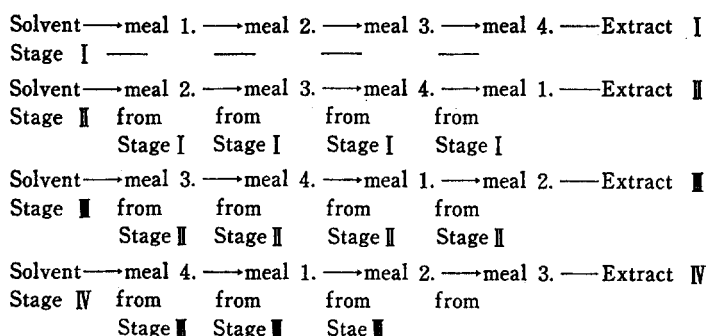 Solvent→meal 1. →meal 2. →meal 3. →meal 4. —Extract Ⅰ
Stage Ⅰ — — — —
Solvent→meal 2. →meal 3. →meal 4. →meal 1. —Extract Ⅱ
Stage Ⅱ from from from from
Stage Ⅰ Stage Ⅰ Stage Ⅰ Stage Ⅰ
Solvent→meal 3. →meal 4. →meal 1. →meal 2. —Extract Ⅲ
Stage Ⅲ from from from from
Stage Ⅱ Stage Ⅱ Stage Ⅱ Stage Ⅱ
Solvent→meal 4. →meal 1. →meal 2. →meal 3. —Extract Ⅳ
Stage Ⅳ from from from from
Stage Ⅲ Stage Ⅲ Stae Ⅲ